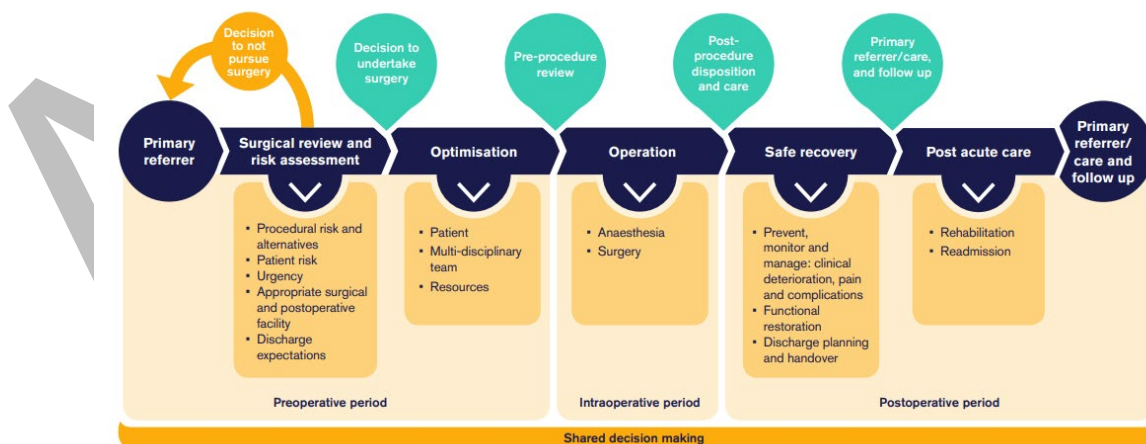 Decision
to not
pursue
surgery
Decision to
undertake
surgery
Pre-procedure
review
Post-
procedure
disposition
and care
Primary
referrer/care,
and follow up
Primary
referrer
Surgical review and
risk assessment
Optimisation
Operation
Safe recovery
Post acute care
Primary
referrer/
care and
follow up
• Procedural risk and
alternatives
• Patient risk
• Urgency
• Appropriate surgical
and postoperative
facility
• Discharge
expectations
• Patient
• Multi-disciplinary
team
• Resources
• Anaesthesia
• Surgery
• Prevent,
monitor and
manage: clinical
deterioration, pain
and complications
• Functional
restoration
• Discharge planning
and handover
• Rehabilitation
• Readmission
Preoperative period
Intraoperative period
Postoperative period
Shared decision making